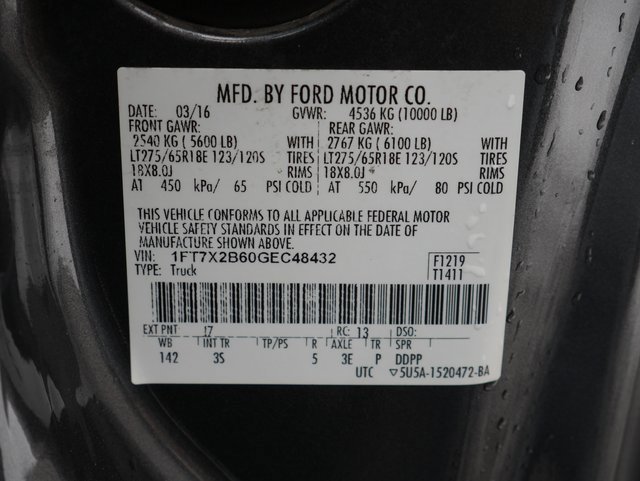 MFD. BY FORD MOTOR CO.
DATE: 03/16 GVWR: 4536 KG (10000 LB)
FRONT GAWR: REAR GAWR:
2540 KG ( 5600 LB) WITH 2767 KG ( 6100 LB) WITH
LT275/65R18E 123/120S TIRES LT275/65R18E 123/120S TIRES
18X8.0J RIMS 18X8.0J RIMS
AT 450 kPa/ 65 PSI COLD AT 550 kPa/ 80 PSI COLD
THIS VEHICLE CONFORMS TO ALL APPLICABLE FEDERAL MOTOR
VEHICLE SAFETY STANDARDS IN EFFECT ON THE DATE OF
MANUFACTURE SHOWN ABOVE.
VIN: 1FT7X2B60GEC48432 F1219
TYPE: Truck T1411
EXT PNT: J7 RC: 13 DSO:
WB INT TR TP/PS R AXLE TR SPR
142 3S 5 3E P DDPP
UTC ▽5U5A-1520472-BA